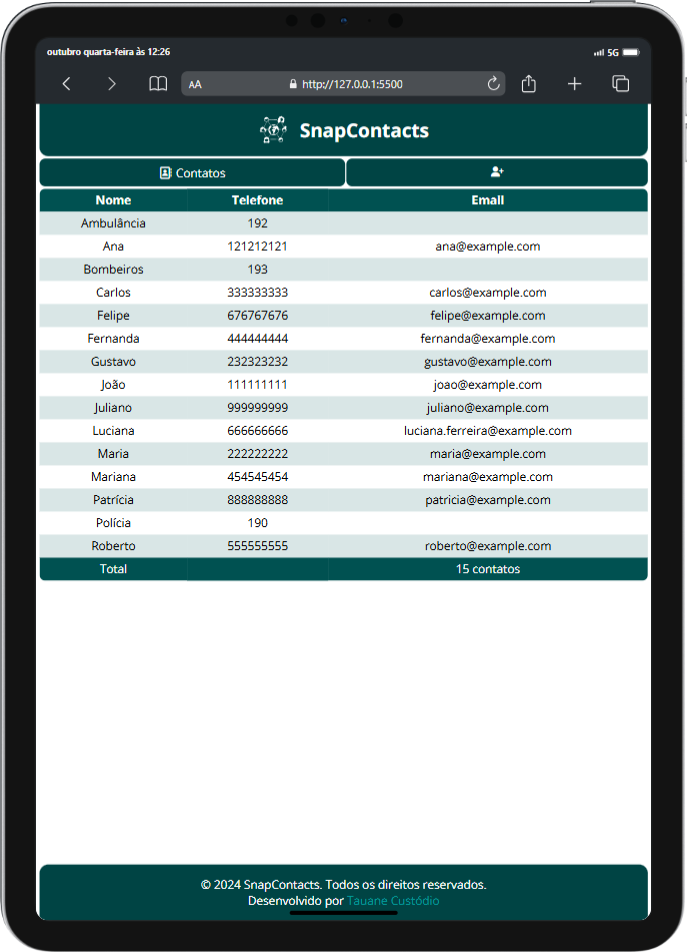 outubro quarta-feira às 12:26 5G
AA http://127.0.0.1:5500
SnapContacts
Contatos
Nome Telefone Email
Ambulância 192
Ana 121212121 ana@example.com
Bombeiros 193
Carlos 333333333 carlos@example.com
Felipe 676767676 felipe@example.com
Fernanda 444444444 fernanda@example.com
Gustavo 232323232 gustavo@example.com
João 111111111 joao@example.com
Juliano 999999999 juliano@example.com
Luciana 666666666 luciana.ferreira@example.com
Maria 222222222 maria@example.com
Mariana 454545454 mariana@example.com
Patrícia 888888888 patricia@example.com
Polícia 190
Roberto 555555555 roberto@example.com
Total 15 contatos
© 2024 SnapContacts. Todos os direitos reservados.
Desenvolvido por Tauane Custódio